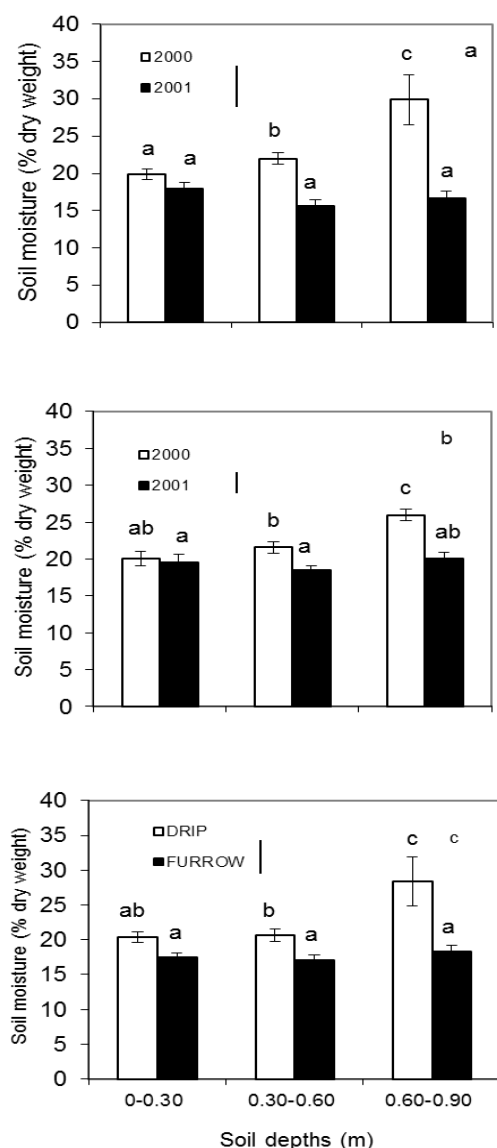 40
c
a
2000
35
2001
30
b
Soil moisture (% dry weight)
25
a
a
20
a
a
15
10
5
0
40
b
35
2000
2001
30
c
Soil moisture (% dry weight)
25
ab
a
b
a
ab
20
15
10
5
0
40
DRIP
c
c
35
FURROW
30
Soil moisture (% dry weight)
25
ab
a
b
a
a
20
15
10
5
0
0-0.30 0.30-0.60 0.60-0.90
Soil depths (m)